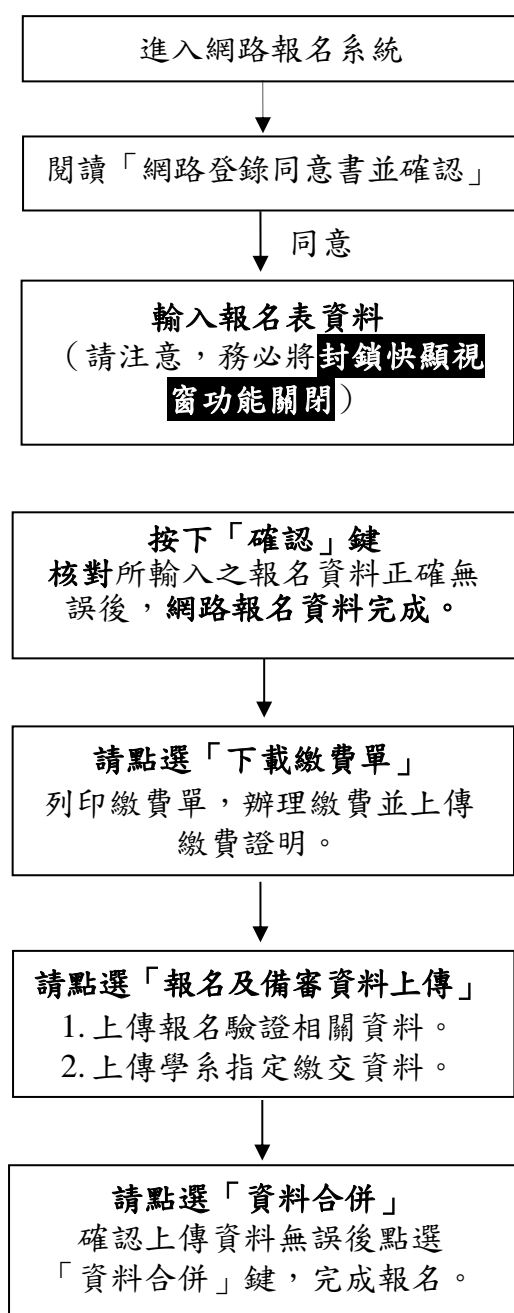 進入網路報名系統
閱讀「網路登錄同意書並確認」
同意
輸入報名表資料
（請注意，務必將封鎖快顯視
窗功能關閉）
按下「確認」鍵
核對所輸入之報名資料正確無
誤後，網路報名資料完成。
請點選「下載繳費單」
列印繳費單，辦理繳費並上傳
繳費證明。
請點選「報名及備審資料上傳」
1.上傳報名驗證相關資料。
2.上傳學系指定繳交資料。
請點選「資料合併」
確認上傳資料無誤後點選
「資料合併」鍵，完成報名。